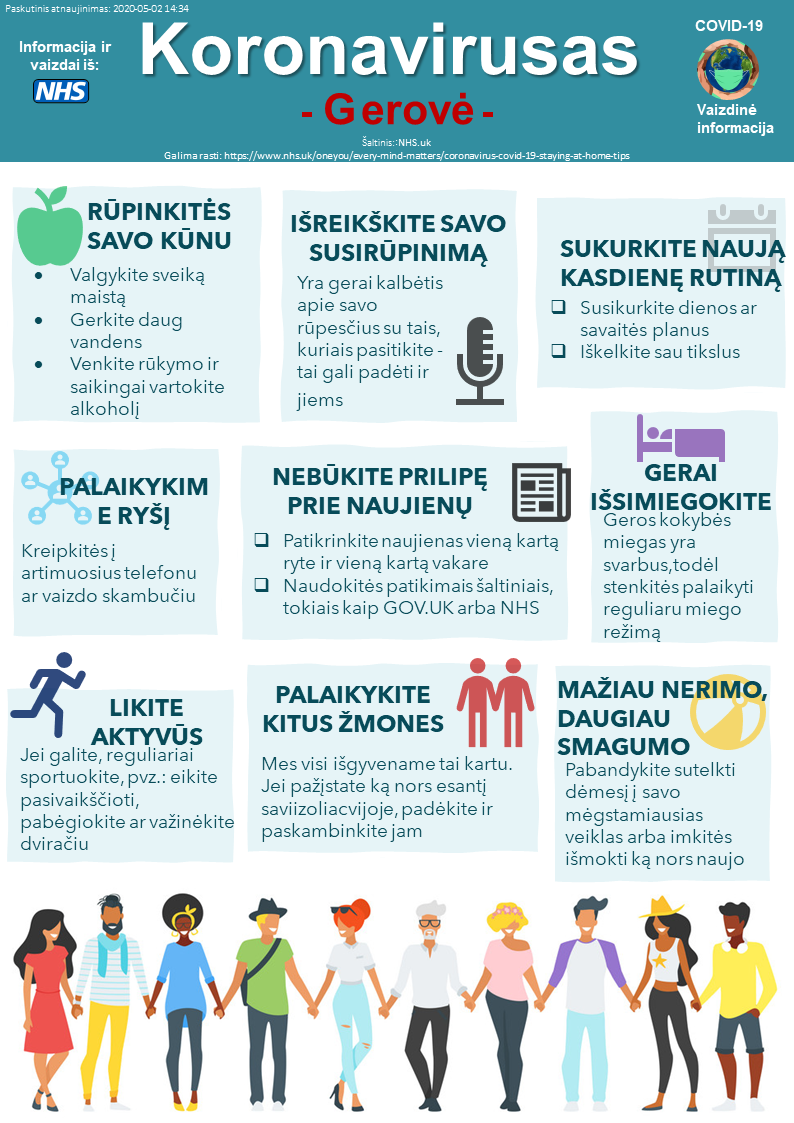 Paskutinis atnaujinimas: 2020-05-02 14:34
Informacija ir
vaizdai iš:
NHS
Koronavirusas
- Gerovė -
COVID-19
Vaizdinė
informacija
Šaltinis::NHS.uk
Galima rasti: https://www.nhs.uk/oneyou/every-mind-matters/coronavirus-covid-19-staying-at-home-tips
RŪPINKITĖS
SAVO KŪNU
• Valgykite sveiką
maistą
• Gerkite daug
vandens
• Venkite rūkymo ir
saikingai vartokite
alkoholį
IŠREIKŠKITE SAVO
SUSIRŪPINIMĄ
Yra gerai kalbėtis
apie savo
rūpesčius su tais,
kuriais pasitikite -
tai gali padėti ir
jiems
SUKURKITE NAUJĄ
KASDIENĘ RUTINĄ
❑ Susikurkite dienos ar
savaitės planus
❑ Iškelkite sau tikslus
PALAIKYKIM
E RYŠĮ
Kreipkitės į
artimuosius telefonu
ar vaizdo skambučiu
NEBŪKITE PRILIPĘ
PRIE NAUJIENŲ
❑ Patikrinkite naujienas vieną kartą
ryte ir vieną kartą vakare
❑ Naudokitės patikimais šaltiniais,
tokiais kaip GOV.UK arba NHS
GERAI
IŠSIMIEGOKITE
Geros kokybės
miegas yra
svarbus,todėl
stenkitės palaikyti
reguliaru miego
režimą
LIKITE
AKTYVŪS
Jei galite, reguliariai
sportuokite, pvz.: eikite
pasivaikščioti,
pabėgiokite ar važinėkite
dviračiu
PALAIKYKITE
KITUS ŽMONES
Mes visi išgyvename tai kartu.
Jei pažįstate ką nors esantį
saviizoliacvijoje, padėkite ir
paskambinkite jam
MAŽIAU NERIMO,
DAUGIAU
SMAGUMO
Pabandykite sutelkti
dėmesį į savo
mėgstamiausias
veiklas arba imkitės
išmokti ką nors naujo